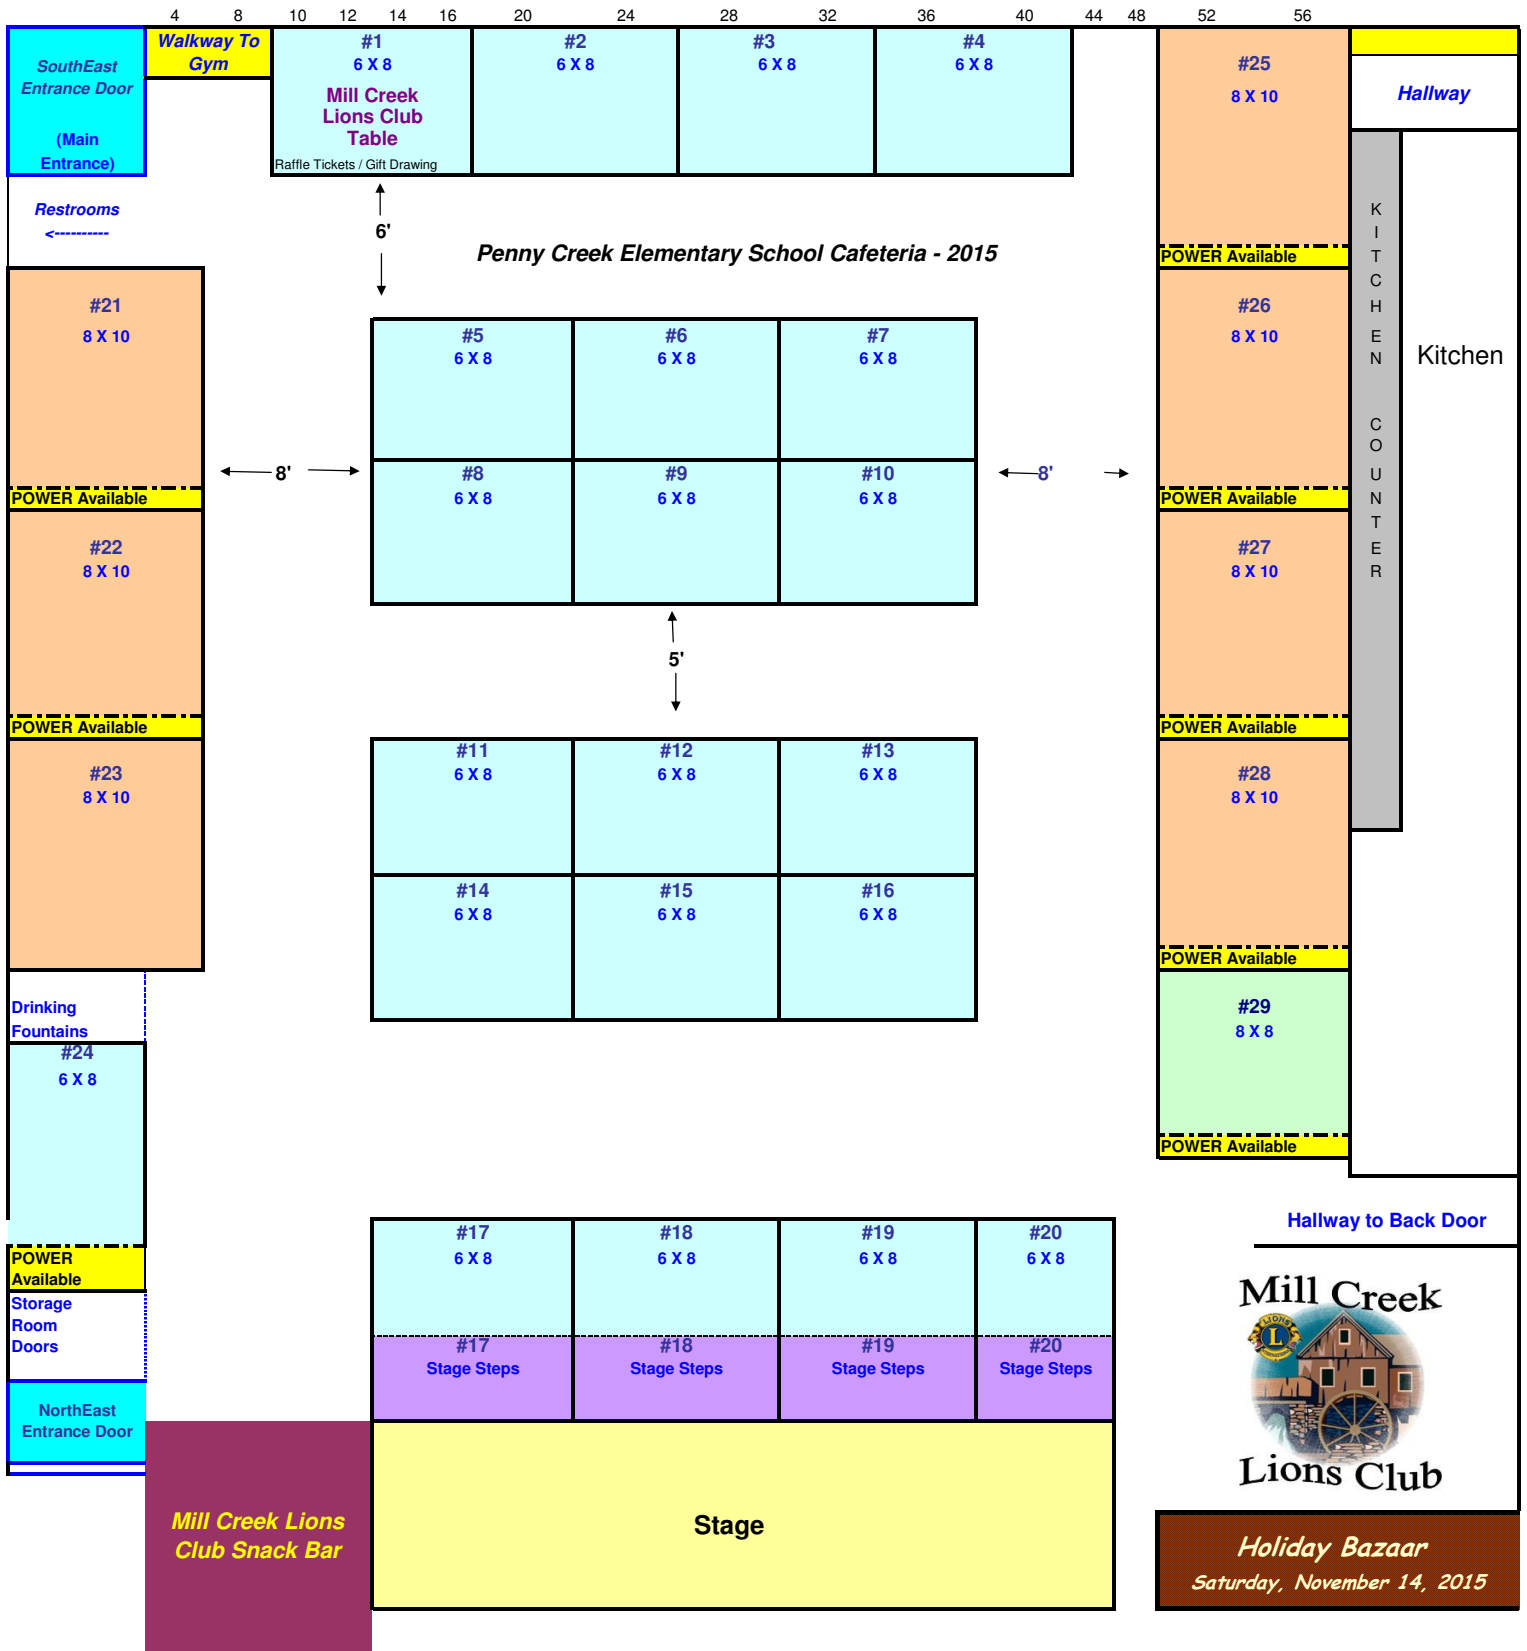 4 8 10 12 14 16 20 24 28 32 36 40 44 48 52 56
SouthEast
Entrance Door
(Main
Entrance)
Walkway To
Gym
#1
6 X 8
Mill Creek
Lions Club
Table
Raffle Tickets / Gift Drawing
#2
6 X 8
#3
6 X 8
#4
6 X 8
#25
8 X 10
POWER Available
Hallway
Restrooms
<----------
6'
Penny Creek Elementary School Cafeteria - 2015
KITCHEN COUNTER
Kitchen
#21
8 X 10
POWER Available
#5
6 X 8
#6
6 X 8
#7
6 X 8
#26
8 X 10
POWER Available
8'
#8
6 X 8
#9
6 X 8
#10
6 X 8
8'
#22
8 X 10
POWER Available
#27
8 X 10
POWER Available
5'
#23
8 X 10
#11
6 X 8
#12
6 X 8
#13
6 X 8
#28
8 X 10
POWER Available
#14
6 X 8
#15
6 X 8
#16
6 X 8
Drinking
Fountains
#29
8 X 8
POWER Available
#24
6 X 8
POWER
Available
Hallway to Back Door
#17
6 X 8
#18
6 X 8
#19
6 X 8
#20
6 X 8
Storage
Room
Doors
#17
Stage Steps
#18
Stage Steps
#19
Stage Steps
#20
Stage Steps
Mill Creek
LIONS
L
INTERNATIONAL
Lions Club
NorthEast
Entrance Door
Mill Creek Lions
Club Snack Bar
Stage
Holiday Bazaar
Saturday, November 14, 2015